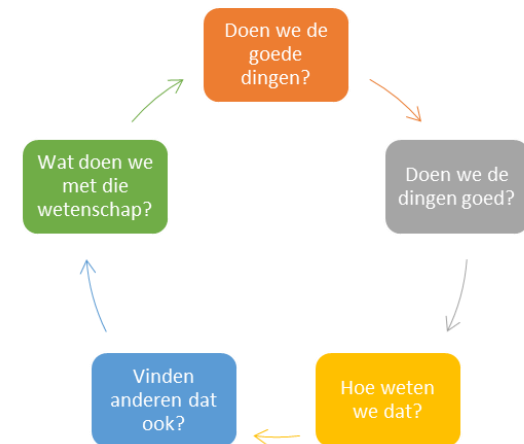 Doen we de
goede
dingen?
Doen we de
dingen goed?
Hoe weten
we dat?
Vinden
anderen dat
ook?
Wat doen we
met die
wetenschap?